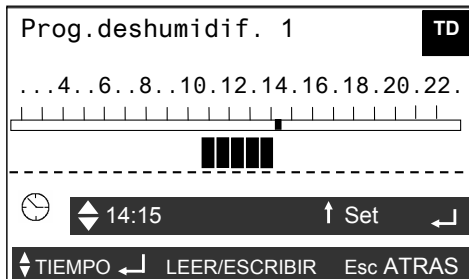 Prog.deshumidif. 1 TD
...4..6..8..10.12.14.16.18.20.22.
14:15 Set
TIEMPO LEER/ESCRIBIR Esc ATRAS